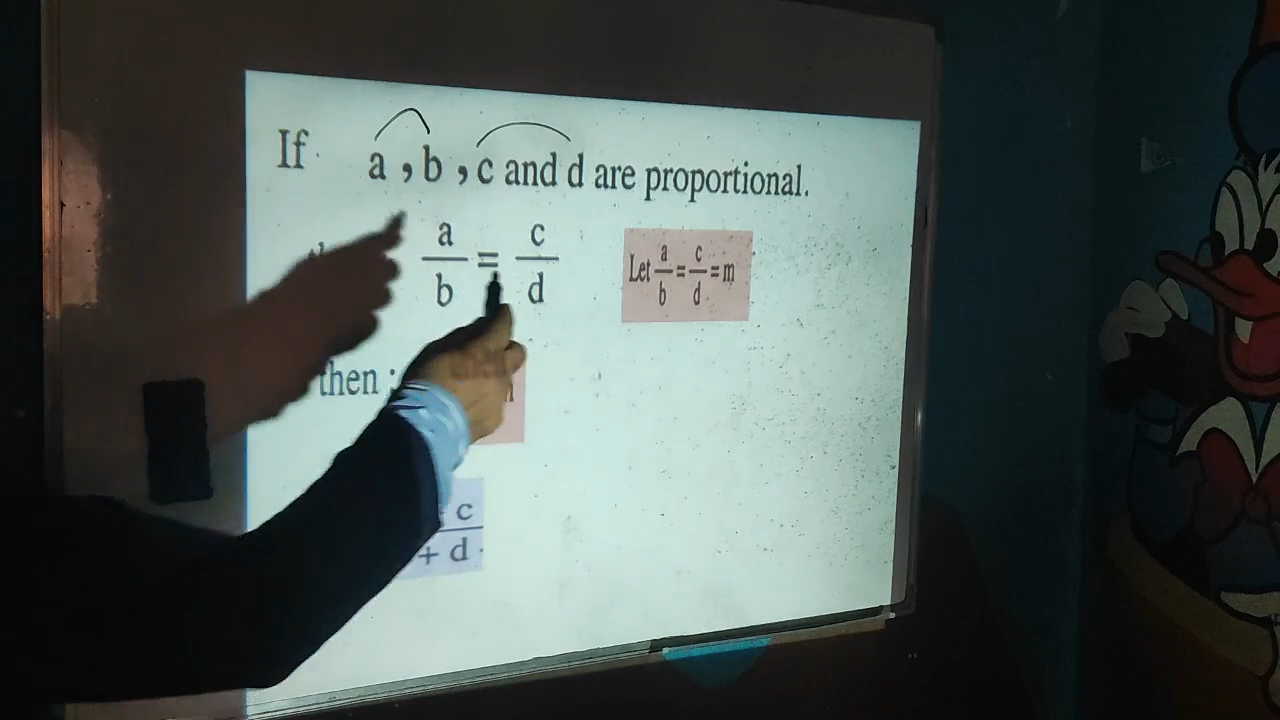 If a , b , c and d are proportional.
a/b = c/d
Let a/b = c/d = m
then :
c
+ d